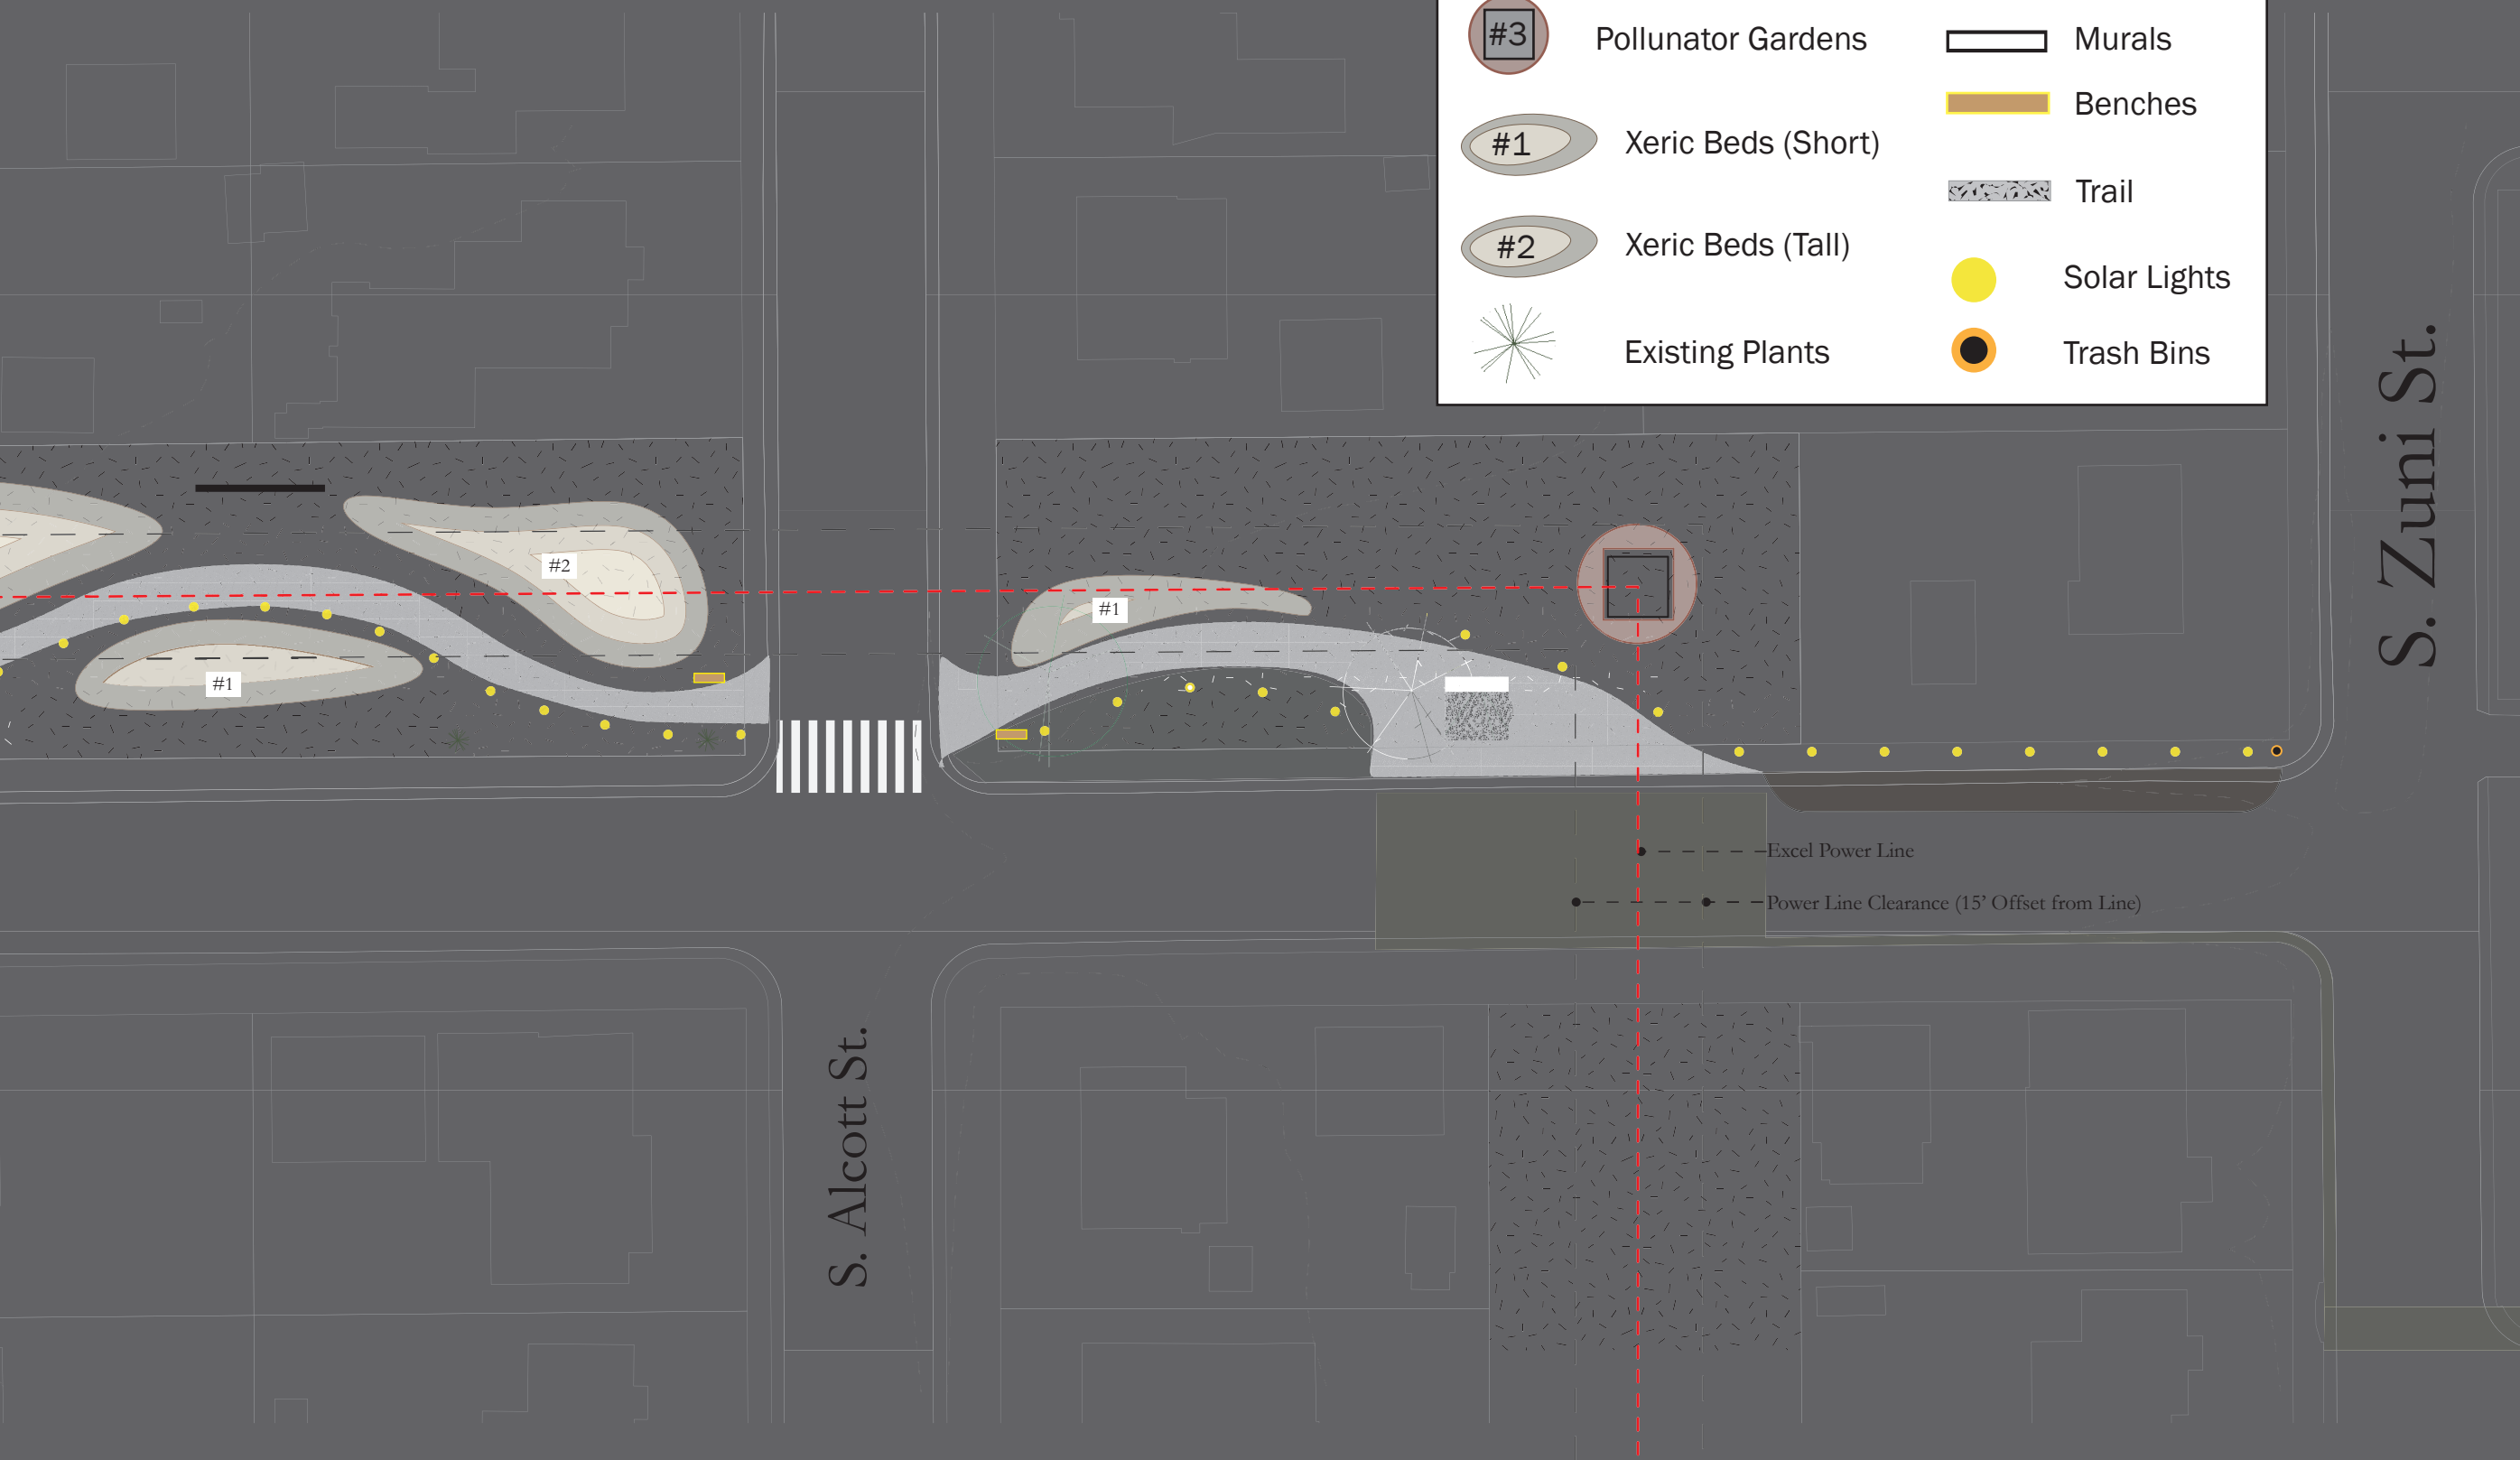 #3
Pollunator Gardens
Murals
Benches
#1
Xeric Beds (Short)
Trail
#2
Xeric Beds (Tall)
Solar Lights
Existing Plants
Trash Bins
S. Zuni St.
#2
#1
#1
Excel Power Line
Power Line Clearance (15’ Offset from Line)
S. Alcott St.